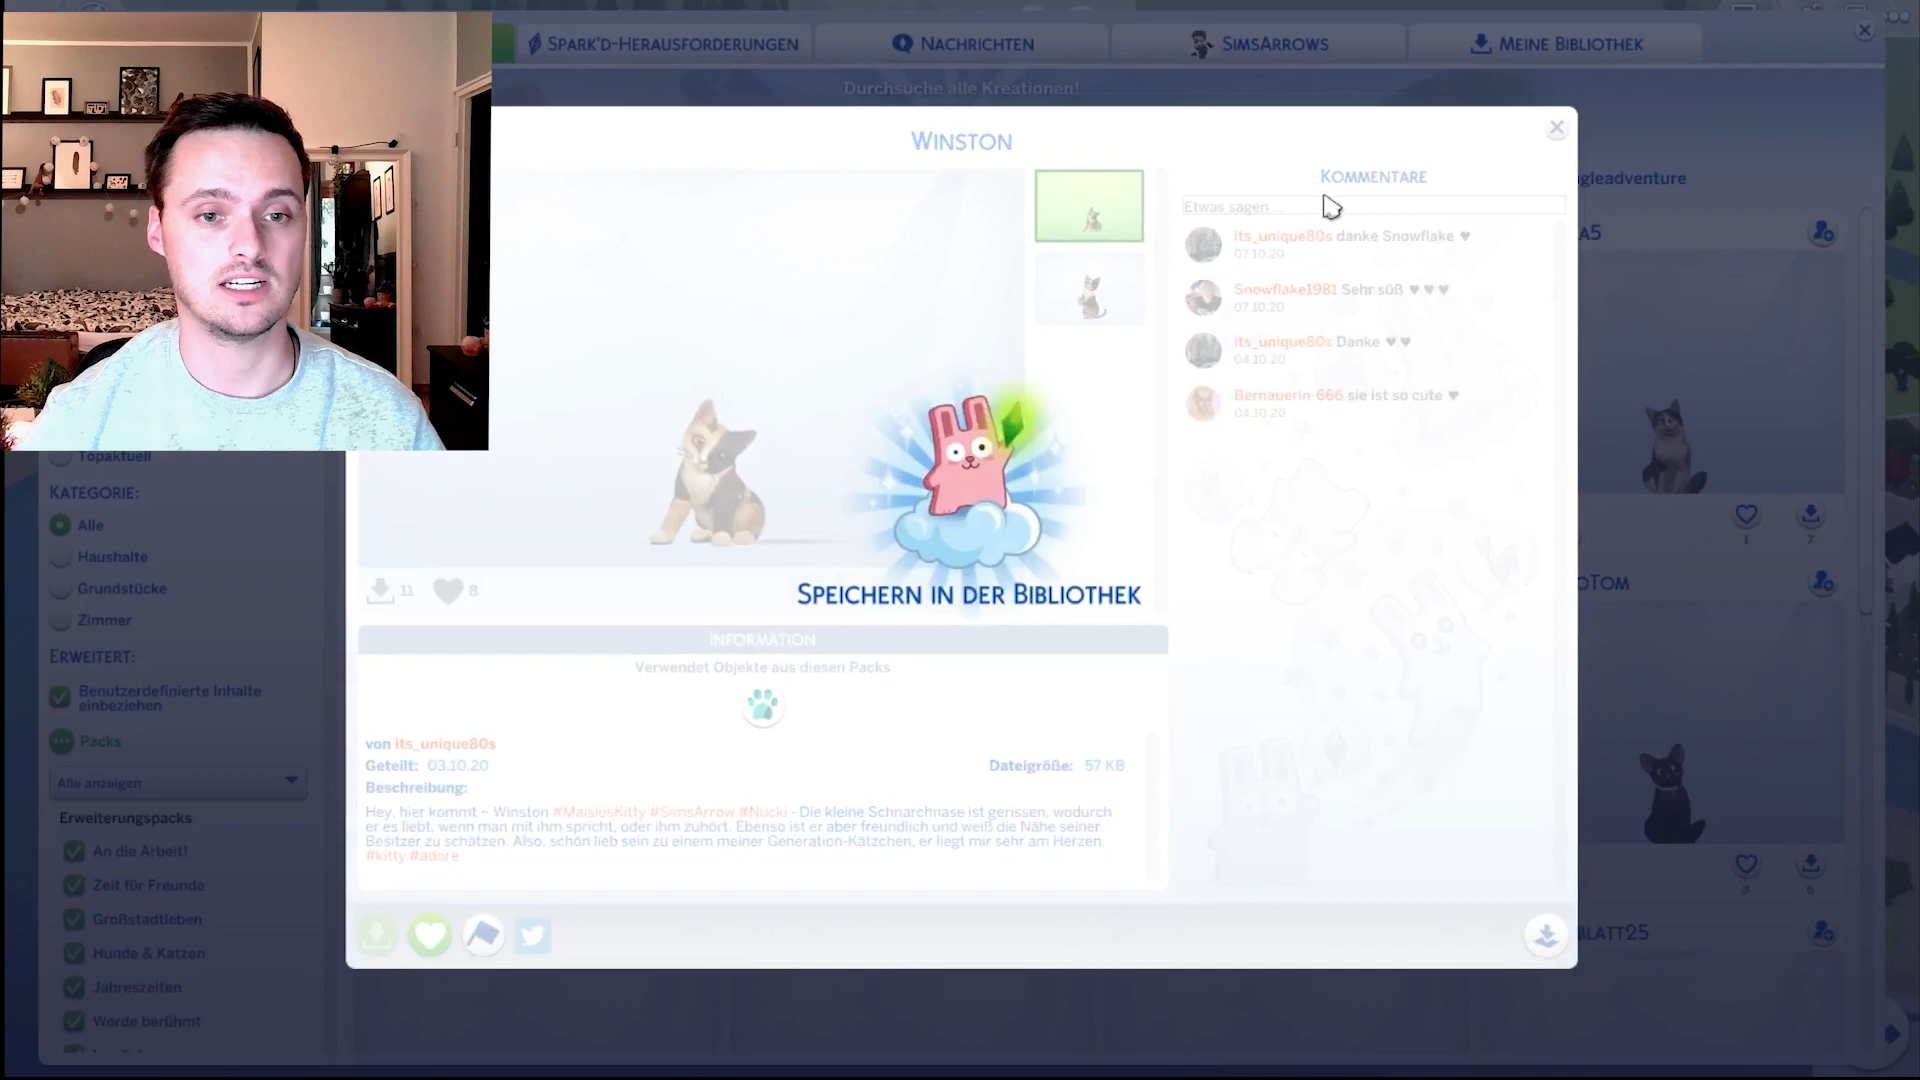 Spark'd-Herausforderungen
Nachrichten
SimsArrows
Meine Bibliothek
Durchsuche alle Kreationen!
Winston
Kommentare
Etwas sagen ...
its_unique80s danke Snowflake ♥
07.10.20
Snowflake1981 Sehr süß ♥ ♥ ♥
07.10.20
its_unique80s Danke ♥ ♥
04.10.20
Bernauerin-666 sie ist so cute ♥
04.10.20
gleadventure
A5
1
7
oTom
8
6
blatt25
Topaktuell
Kategorie:
Alle
Haushalte
Grundstücke
Zimmer
Erweitert:
Benutzerdefinierte Inhalte
einbeziehen
Packs
Alle anzeigen
Erweiterungspacks
An die Arbeit!
Zeit für Freunde
Großstadtleben
Hunde & Katzen
Jahreszeiten
Werde berühmt
11
8
Speichern in der Bibliothek
Information
Verwendet Objekte aus diesen Packs
von its_unique80s
Geteilt: 03.10.20
Dateigröße: 57 KB
Beschreibung:
Hey, hier kommt ~ Winston #MaisiesKitty #SimsArrow #Nucki - Die kleine Schnarchnase ist gerissen, wodurch
er es liebt, wenn man mit ihm spricht, oder ihm zuhört. Ebenso ist er aber freundlich und weiß die Nähe seiner
Besitzer zu schätzen. Also, schön lieb sein zu einem meiner Generation-Kätzchen, er liegt mir sehr am Herzen.
#kitty #adore